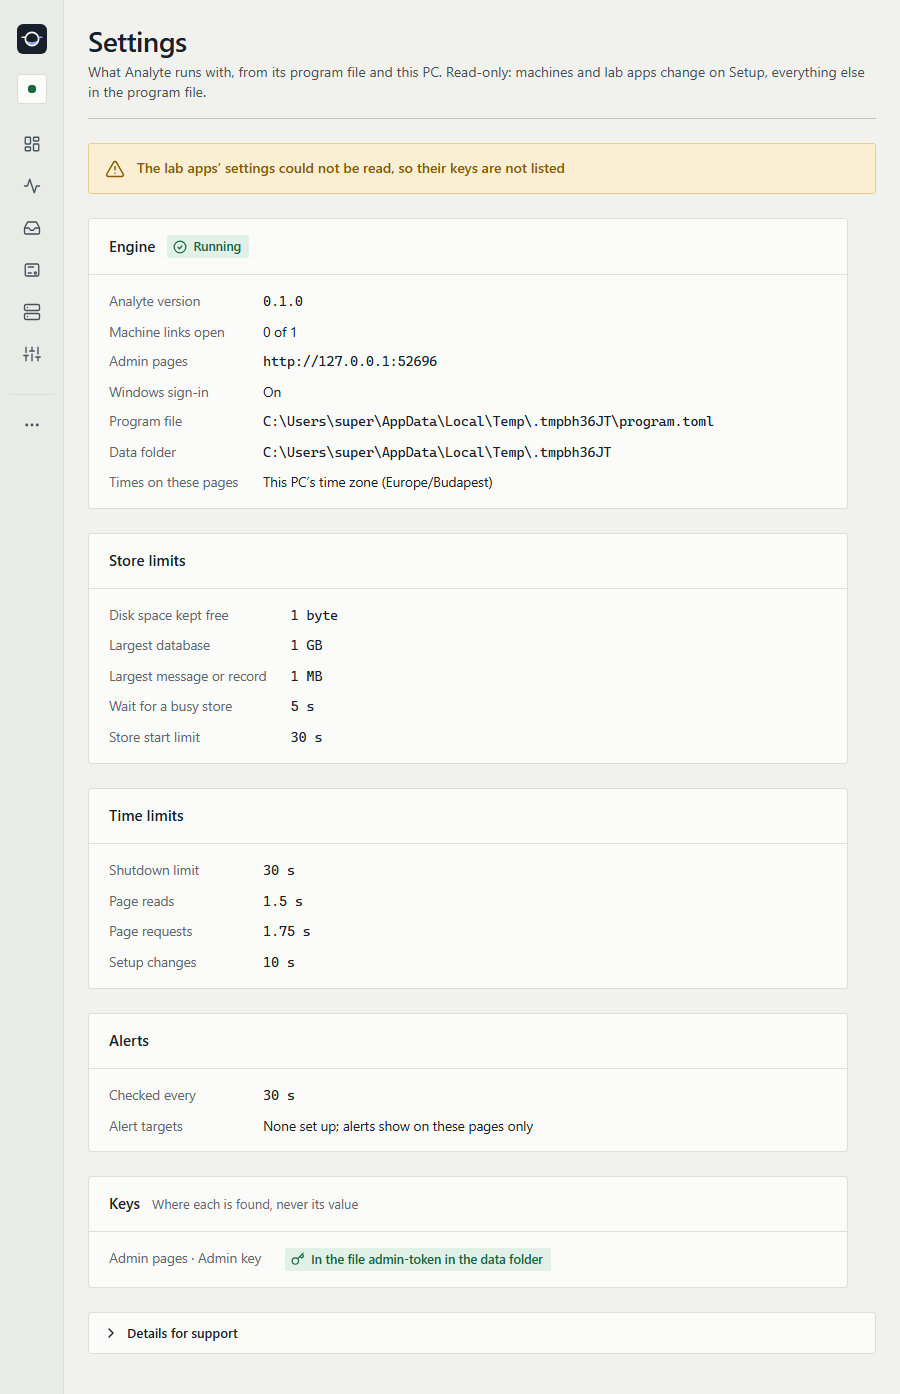 Settings
What Analyte runs with, from its program file and this PC. Read-only: machines and lab apps change on Setup, everything else
in the program file.
The lab apps’ settings could not be read, so their keys are not listed
Engine Running
Analyte version 0.1.0
Machine links open 0 of 1
Admin pages http://127.0.0.1:52696
Windows sign-in On
Program file C:\Users\super\AppData\Local\Temp\.tmpbh36JT\program.toml
Data folder C:\Users\super\AppData\Local\Temp\.tmpbh36JT
Times on these pages This PC’s time zone (Europe/Budapest)
Store limits
Disk space kept free 1 byte
Largest database 1 GB
Largest message or record 1 MB
Wait for a busy store 5 s
Store start limit 30 s
Time limits
Shutdown limit 30 s
Page reads 1.5 s
Page requests 1.75 s
Setup changes 10 s
Alerts
Checked every 30 s
Alert targets None set up; alerts show on these pages only
Keys Where each is found, never its value
Admin pages · Admin key In the file admin-token in the data folder
Details for support